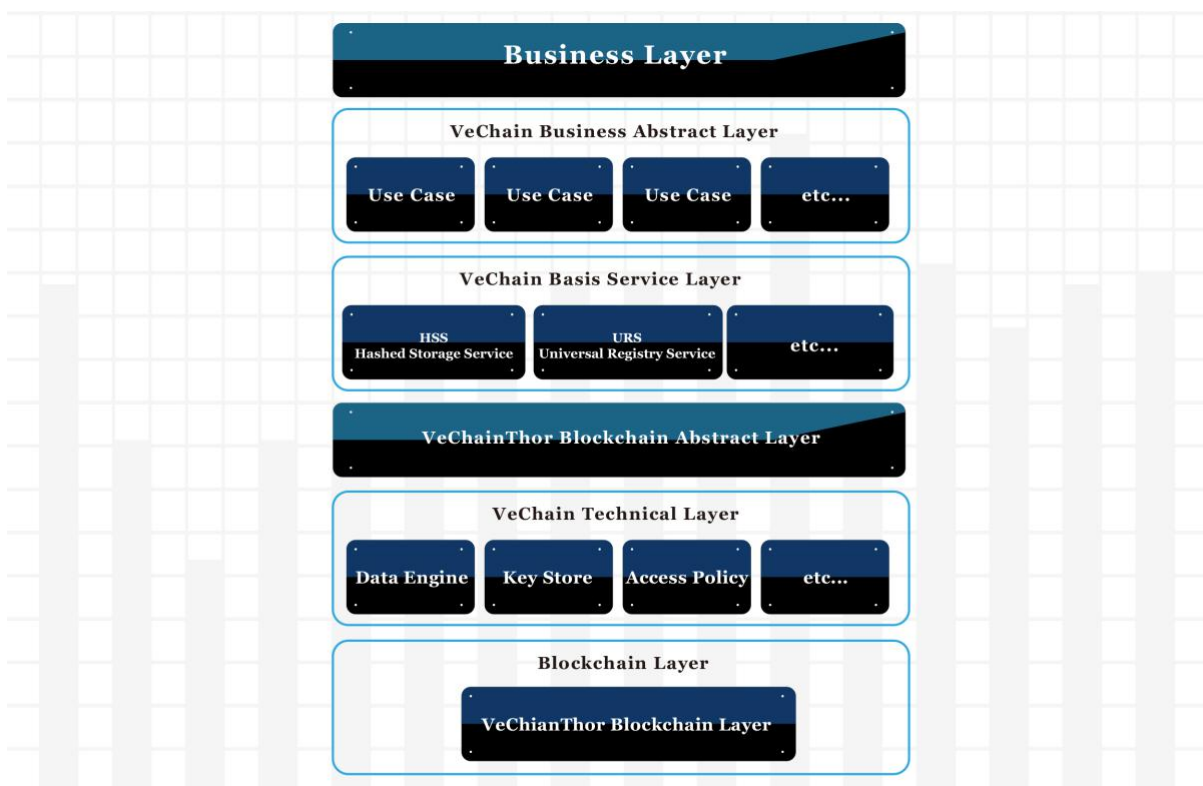 Business Layer
VeChain Business Abstract Layer
Use Case
Use Case
Use Case
etc...
VeChain Basis Service Layer
HSS
Hashed Storage Service
URS
Universal Registry Service
etc...
VeChainThor Blockchain Abstract Layer
VeChain Technical Layer
Data Engine
Key Store
Access Policy
etc...
Blockchain Layer
VeChianThor Blockchain Layer